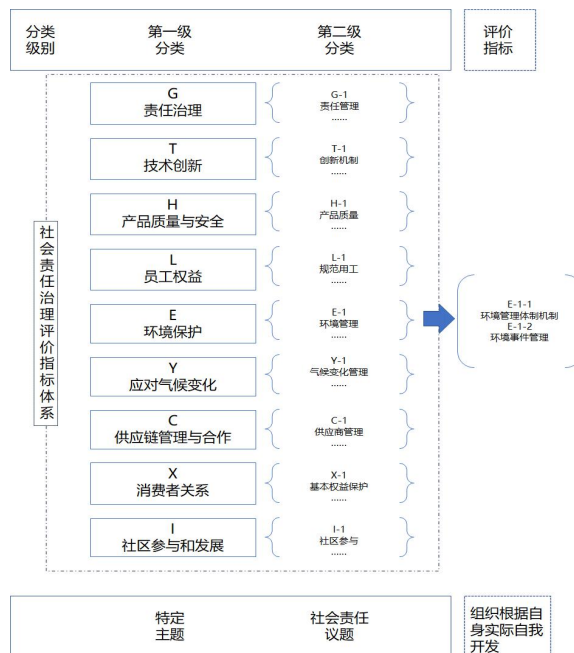 分类
级别
第一级
分类
第二级
分类
评价
指标
社会责任治理评价指标体系
G
责任治理
G-1
责任管理
......
T
技术创新
T-1
创新机制
......
H
产品质量与安全
H-1
产品质量
......
L
员工权益
L-1
规范用工
......
E
环境保护
E-1
环境管理
......
E-1-1
环境管理体制机制
E-1-2
环境事件管理
Y
应对气候变化
Y-1
气候变化管理
......
C
供应链管理与合作
C-1
供应商管理
......
X
消费者关系
X-1
基本权益保护
......
I
社区参与和发展
I-1
社区参与
......
特定
主题
社会责任
议题
组织根据自
身实际自我
开发